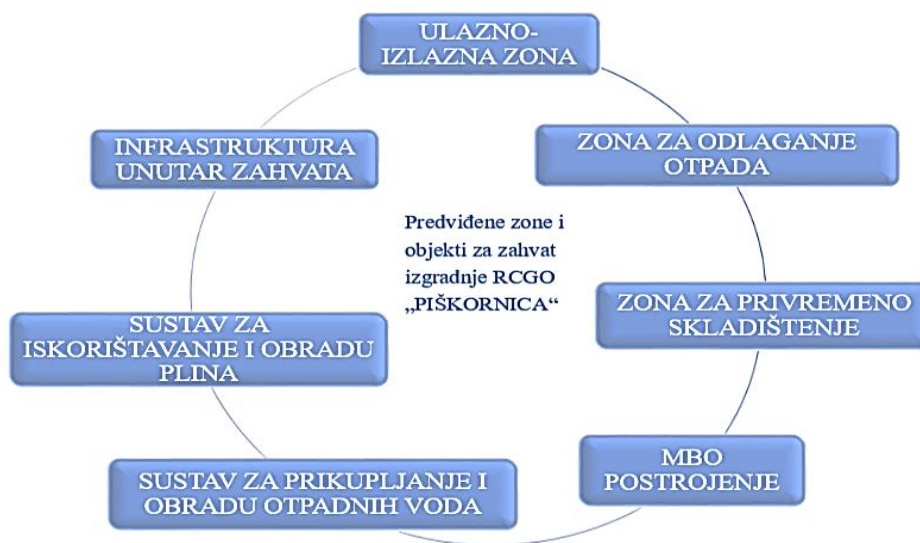 ULAZNO-
IZLAZNA ZONA
ZONA ZA ODLAGANJE
OTPADA
ZONA ZA PRIVREMENO
SKLADIŠTENJE
MBO
POSTROJENJE
SUSTAV ZA PRIKUPLJANJE I
OBRADU OTPADNIH VODA
SUSTAV ZA
ISKORIŠTAVANJE I OBRADU
PLINA
INFRASTRUKTURA
UNUTAR ZAHVATA
Predviđene zone i
objekti za zahvat
izgradnje RCGO
„PIŠKORNICA“